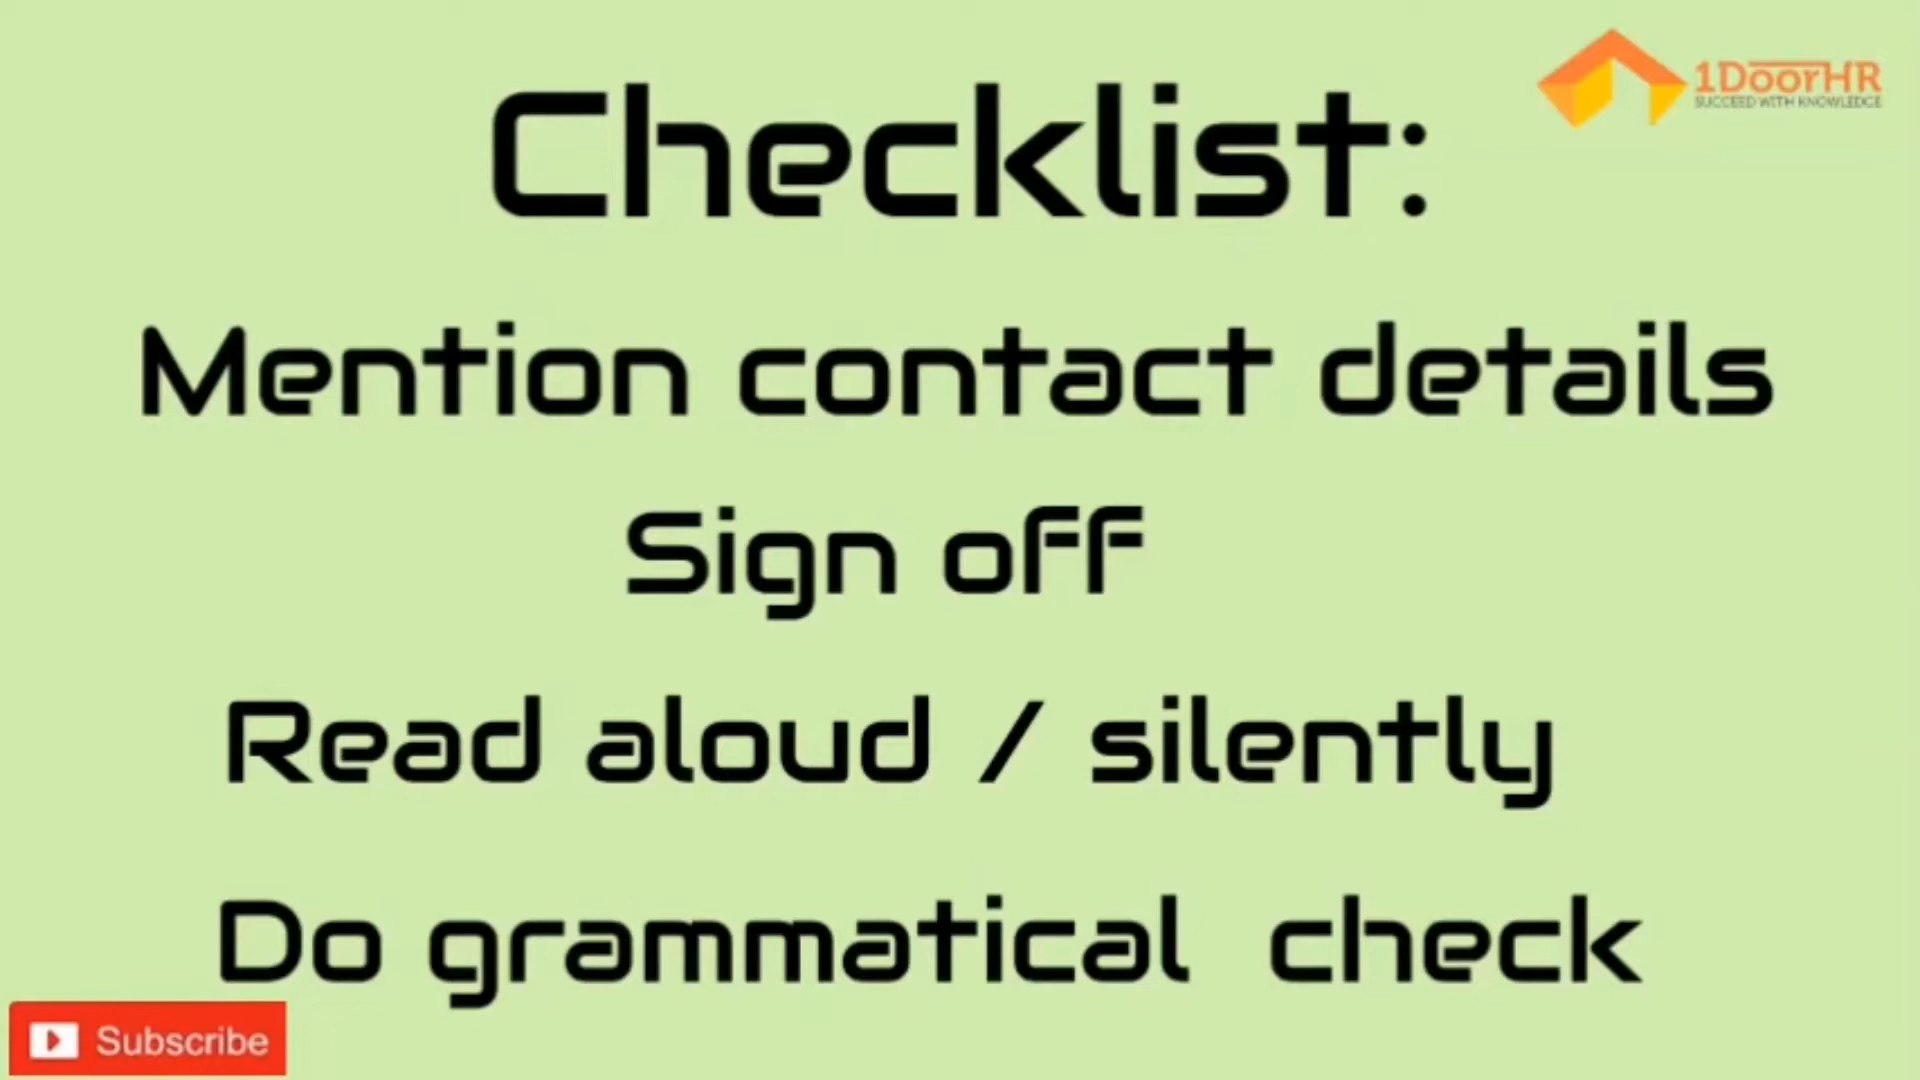 1DoorHR
SUCCEED WITH KNOWLEDGE
Checklist:
Mention contact details
Sign off
Read aloud / silently
Do grammatical check
Subscribe